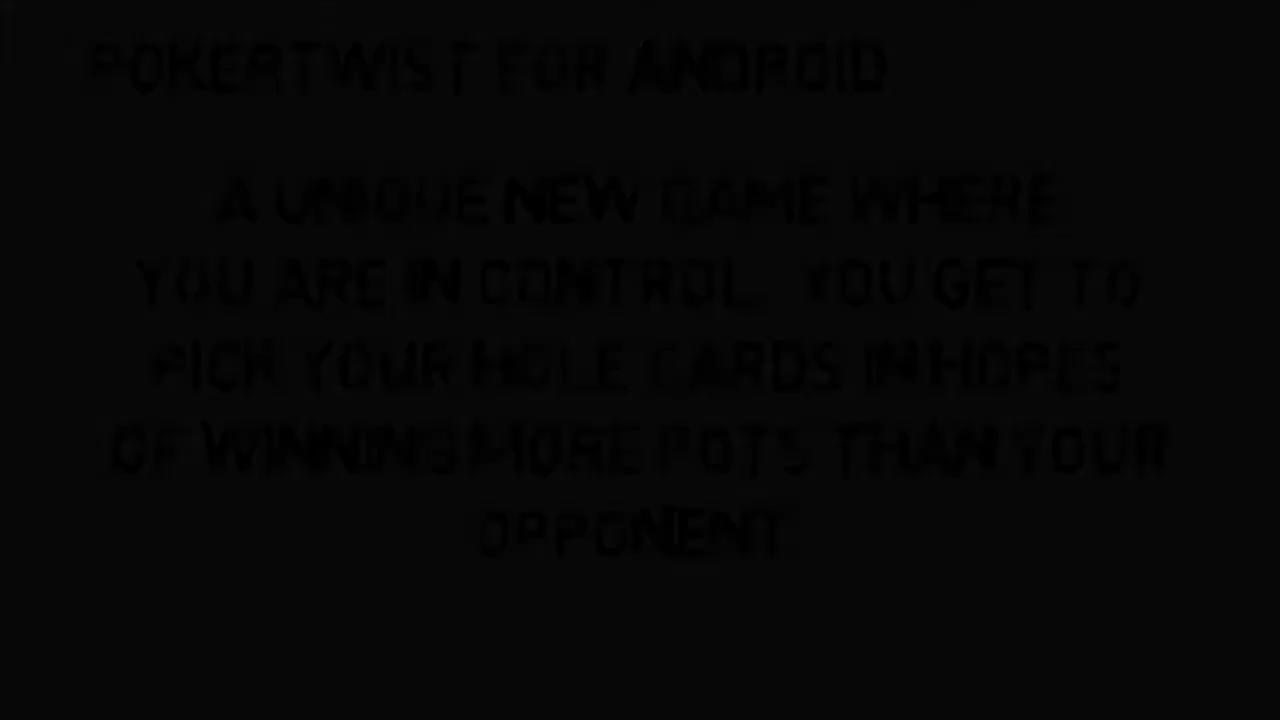 POKERTWIST FOR ANDROID
A UNIQUE NEW GAME WHERE
YOU ARE IN CONTROL. YOU GET TO
PICK YOUR HOLE CARDS IN HOPES
OF WINNING MORE POTS THAN YOUR
OPPONENT